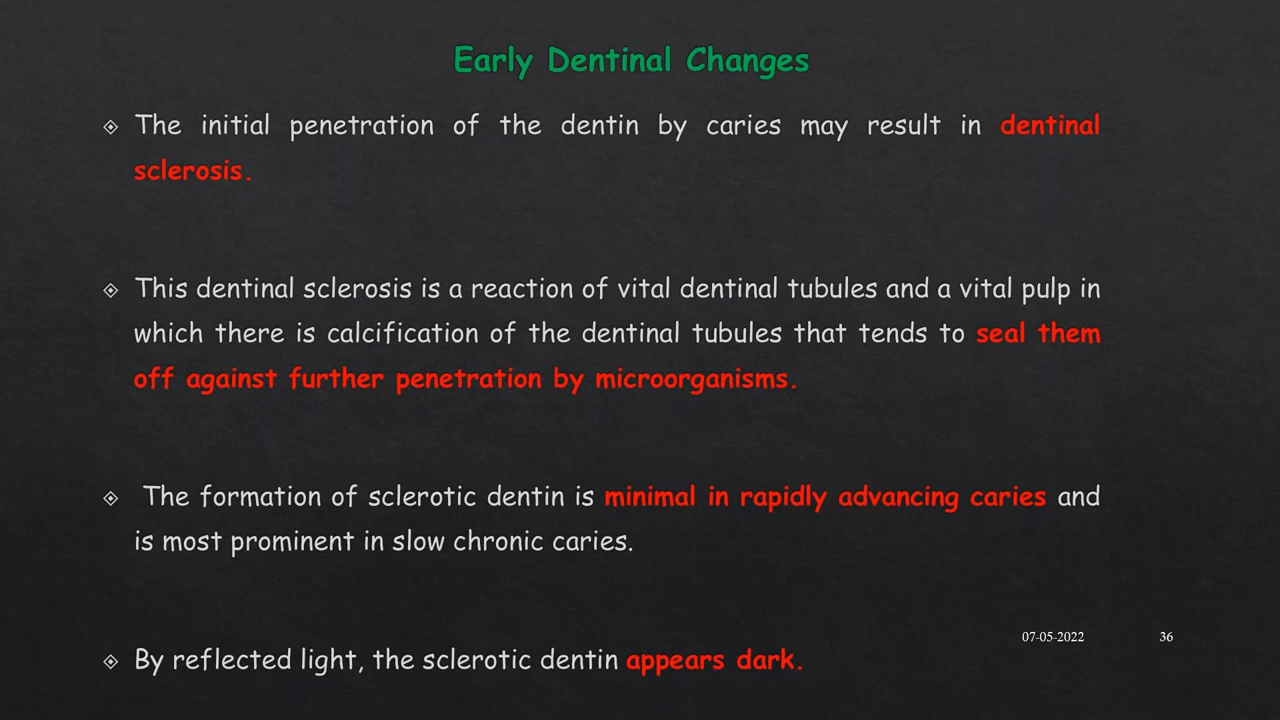 Early Dentinal Changes
The initial penetration of the dentin by caries may result in dentinal
sclerosis.
This dentinal sclerosis is a reaction of vital dentinal tubules and a vital pulp in
which there is calcification of the dentinal tubules that tends to seal them
off against further penetration by microorganisms.
The formation of sclerotic dentin is minimal in rapidly advancing caries and
is most prominent in slow chronic caries.
By reflected light, the sclerotic dentin appears dark.
07-05-2022 36